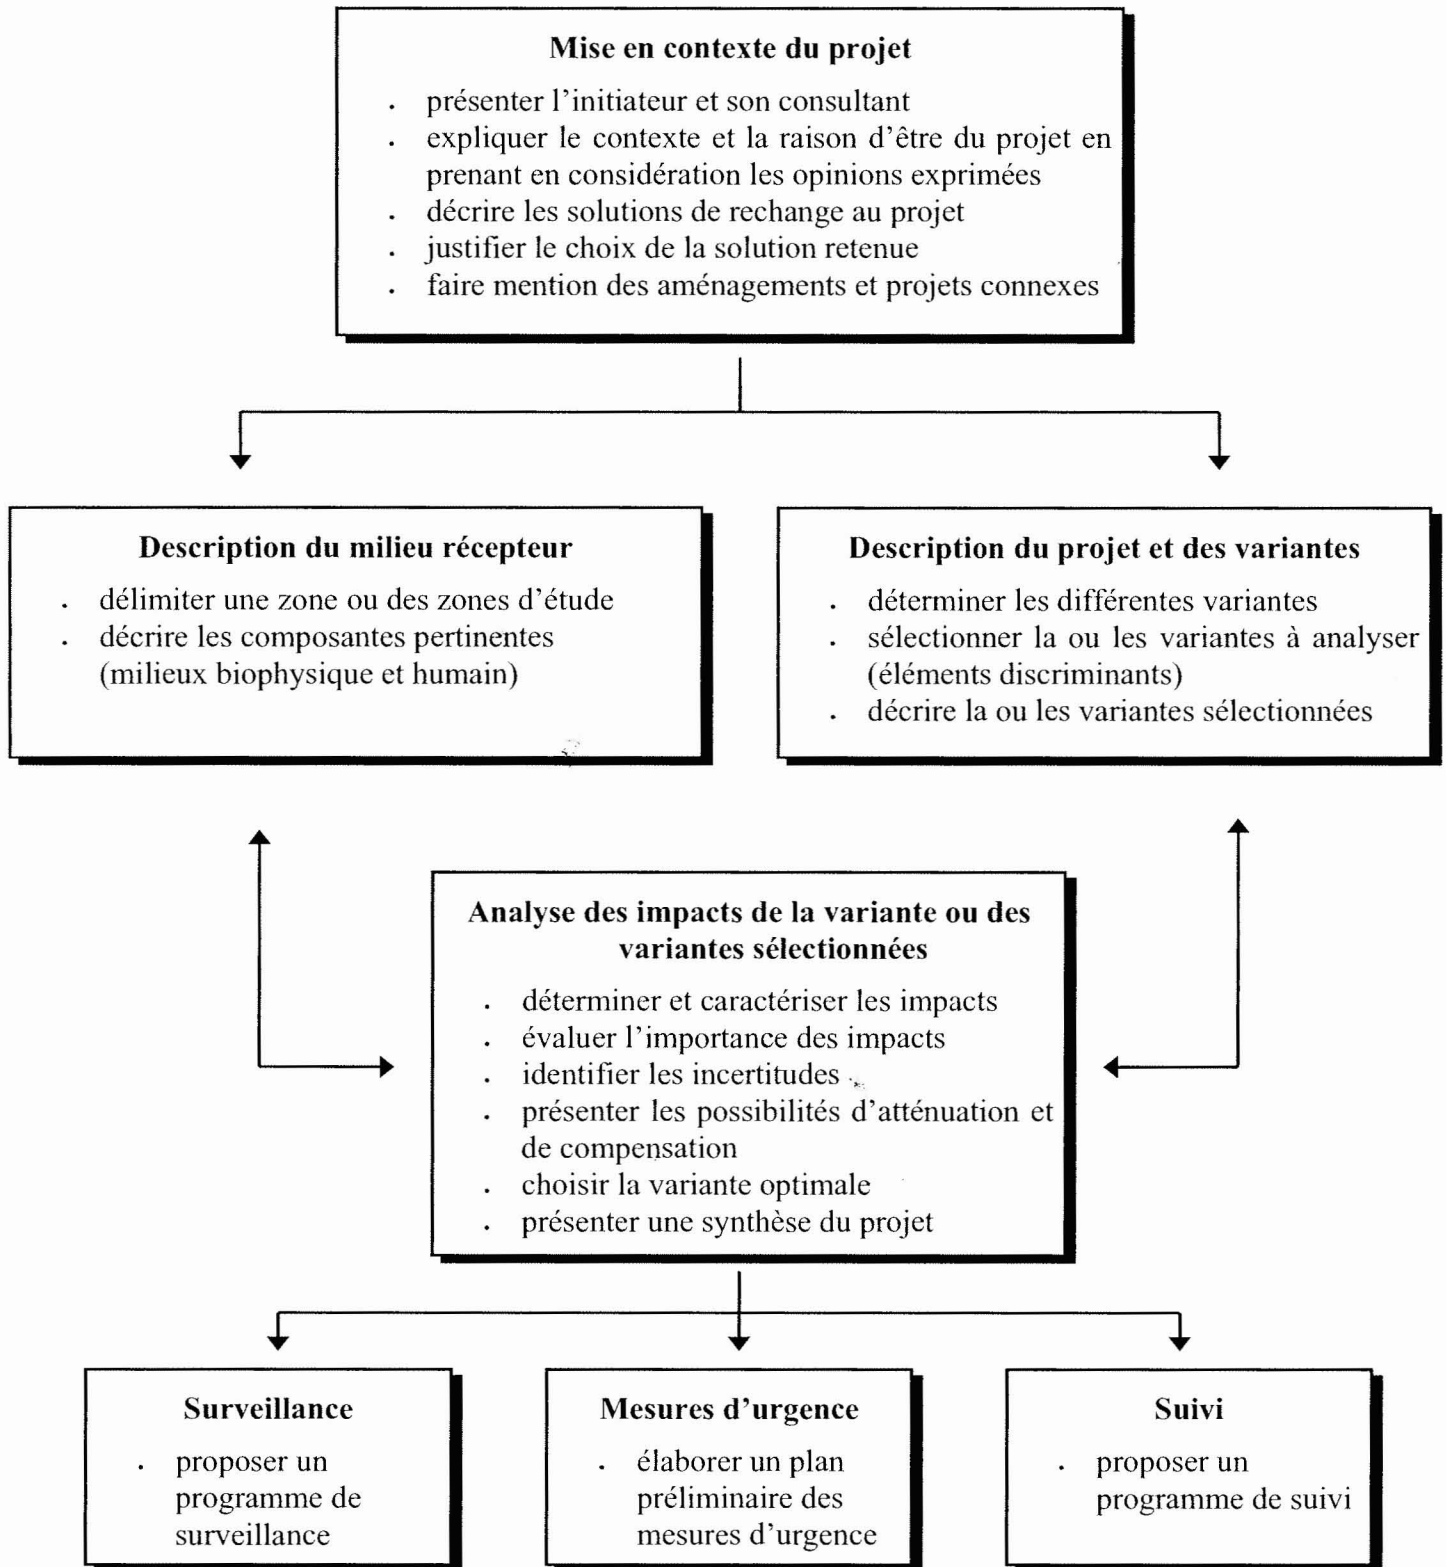 Mise en contexte du projet
. présenter l'initiateur et son consultant
. expliquer le contexte et la raison d'être du projet en
prenant en considération les opinions exprimées
. décrire les solutions de rechange au projet
. justifier le choix de la solution retenue
. faire mention des aménagements et projets connexes
Description du milieu récepteur
. délimiter une zone ou des zones d'étude
. décrire les composantes pertinentes
(milieux biophysique et humain)
Description du projet et des variantes
. déterminer les différentes variantes
. sélectionner la ou les variantes à analyser
(éléments discriminants)
. décrire la ou les variantes sélectionnées
Analyse des impacts de la variante ou des
variantes sélectionnées
. déterminer et caractériser les impacts
. évaluer l'importance des impacts
. identifier les incertitudes
. présenter les possibilités d'atténuation et
de compensation
. choisir la variante optimale
. présenter une synthèse du projet
Surveillance
. proposer un
programme de
surveillance
Mesures d'urgence
. élaborer un plan
préliminaire des
mesures d'urgence
Suivi
. proposer un
programme de suivi